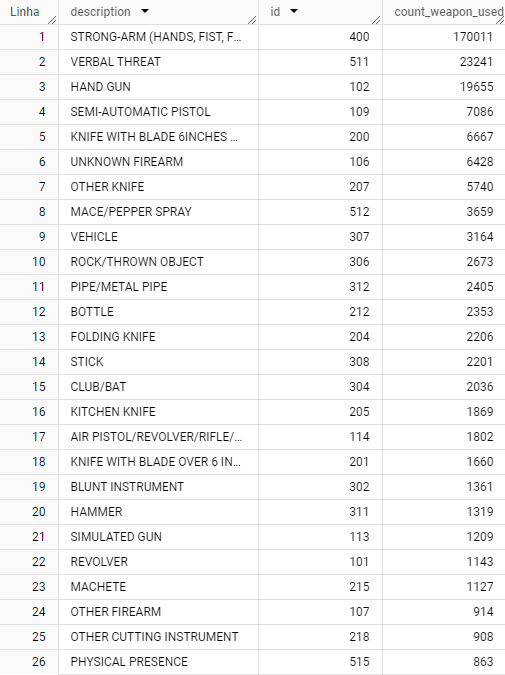 Linha description id count_weapon_used
1 STRONG-ARM (HANDS, FIST, F... 400 170011
2 VERBAL THREAT 511 23241
3 HAND GUN 102 19655
4 SEMI-AUTOMATIC PISTOL 109 7086
5 KNIFE WITH BLADE 6INCHES ... 200 6667
6 UNKNOWN FIREARM 106 6428
7 OTHER KNIFE 207 5740
8 MACE/PEPPER SPRAY 512 3659
9 VEHICLE 307 3164
10 ROCK/THROWN OBJECT 306 2673
11 PIPE/METAL PIPE 312 2405
12 BOTTLE 212 2353
13 FOLDING KNIFE 204 2206
14 STICK 308 2201
15 CLUB/BAT 304 2036
16 KITCHEN KNIFE 205 1869
17 AIR PISTOL/REVOLVER/RIFLE/... 114 1802
18 KNIFE WITH BLADE OVER 6 IN... 201 1660
19 BLUNT INSTRUMENT 302 1361
20 HAMMER 311 1319
21 SIMULATED GUN 113 1209
22 REVOLVER 101 1143
23 MACHETE 215 1127
24 OTHER FIREARM 107 914
25 OTHER CUTTING INSTRUMENT 218 908
26 PHYSICAL PRESENCE 515 863